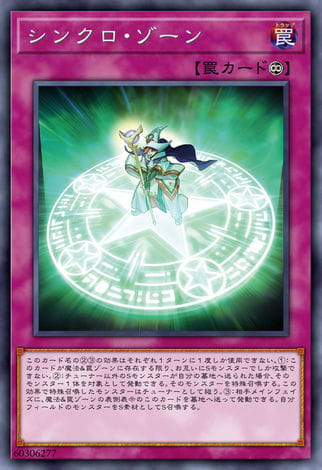 シンクロ・ゾーン
トラップ
罠
【罠カード】
このカード名の②③の効果はそれぞれ1ターンに1度しか使用できない。①:こ
のカードが魔法&罠ゾーンに存在する限り、お互いにSモンスターでしか攻撃で
きない。②:チューナー以外のSモンスターが自分の墓地へ送られた場合、その
モンスター1体を対象として発動できる。そのモンスターを特殊召喚する。この
効果で特殊召喚したモンスターはチューナーとして扱う。③:相手メインフェイ
ズに、魔法&罠ゾーンの表側表示のこのカードを墓地へ送って発動できる。自分
フィールドのモンスターをS素材としてS召喚する。
60306277